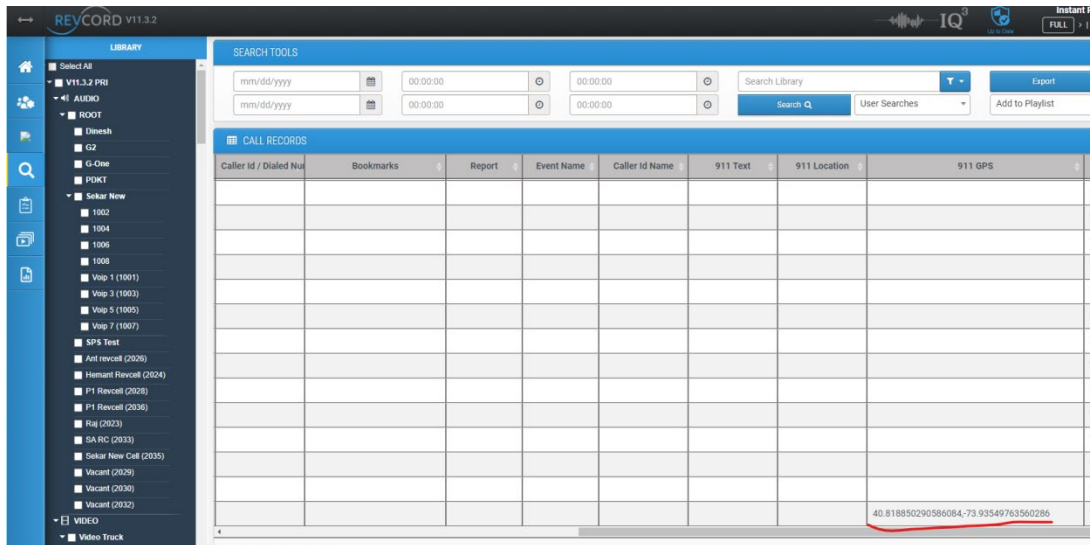 REVCORD V11.3.2
IQ3
Up to Date
Instant
FULL
LIBRARY
Select All
V11.3.2 PRI
AUDIO
ROOT
Dinesh
G2
G-One
PDKT
Sekar New
1002
1004
1006
1008
Voip 1 (1001)
Voip 3 (1003)
Voip 5 (1005)
Voip 7 (1007)
SPS Test
Ant revcell (2026)
Hemant Revcell (2024)
P1 Revcell (2028)
P1 Revcell (2036)
Raj (2023)
SA RC (2033)
Sekar New Cell (2035)
Vacant (2029)
Vacant (2030)
Vacant (2032)
VIDEO
Video Truck
SEARCH TOOLS
mm/dd/yyyy 00:00:00 00:00:00 Search Library Export
mm/dd/yyyy 00:00:00 00:00:00 Search User Searches Add to Playlist
CALL RECORDS
Caller Id / Dialed Nu Bookmarks Report Event Name Caller Id Name 911 Text 911 Location 911 GPS
40.818850290586084,-73.93549763560286